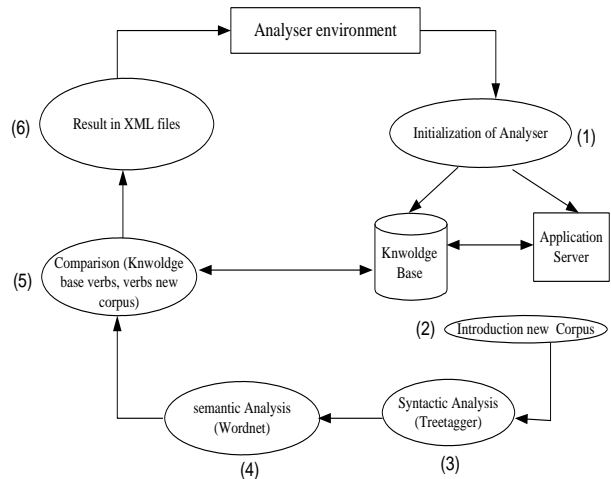 Analyser environment
(6)
Result in XML files
Initialization of Analyser
(1)
Knwoldge
Base
Application
Server
(5)
Comparison (Knwoldge
base verbs, verbs new
corpus)
(2)
Introduction new Corpus
Syntactic Analysis
(Treetagger)
(3)
semantic Analysis
(Wordnet)
(4)